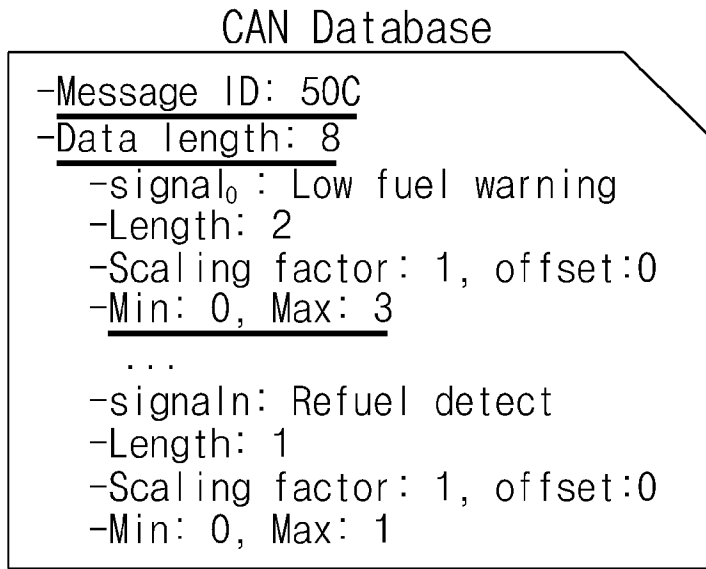 CAN Database
-Message ID: 50C
-Data length: 8
-signal₀ : Low fuel warning
-Length: 2
-Scaling factor: 1, offset:0
-Min: 0, Max: 3
...
-signaln: Refuel detect
-Length: 1
-Scaling factor: 1, offset:0
-Min: 0, Max: 1